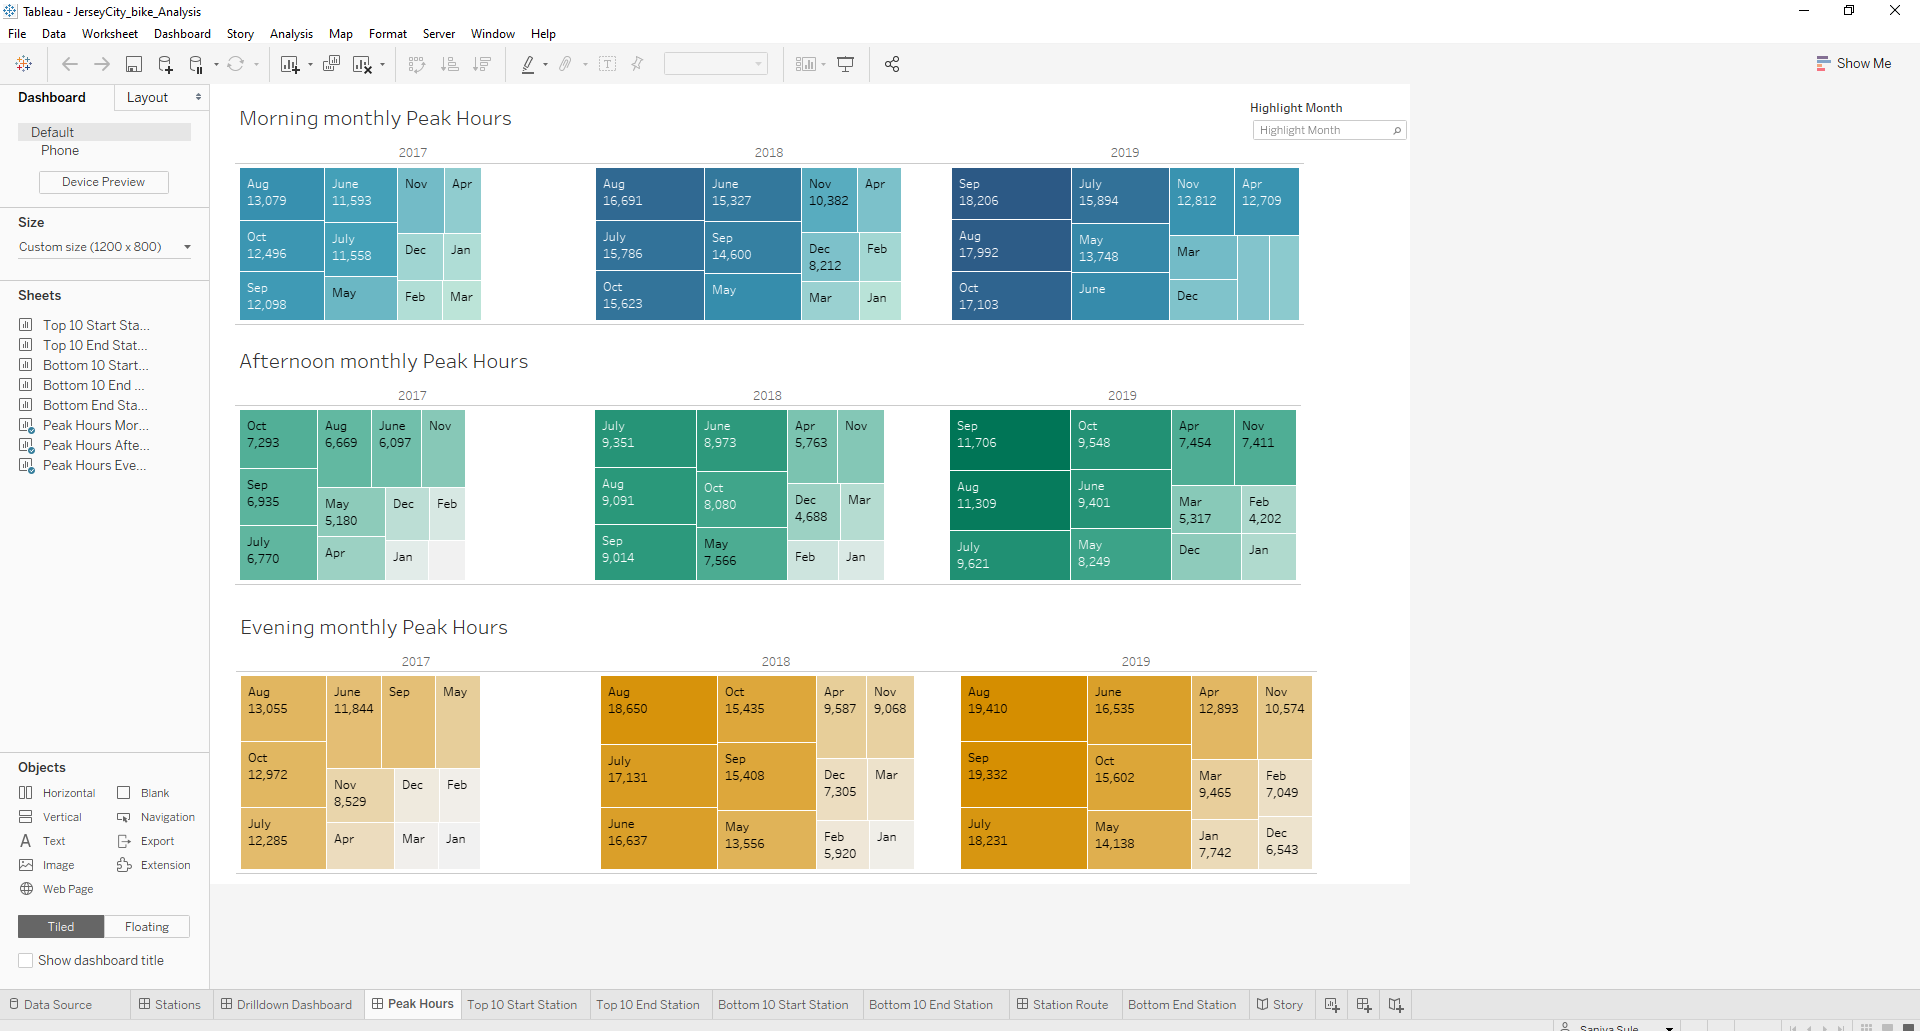 Tableau - JerseyCity_bike_Analysis
File Data Worksheet Dashboard Story Analysis Map Format Server Window Help
Show Me
Dashboard Layout
Default
Phone
Device Preview
Size
Custom size (1200 x 800)
Sheets
Top 10 Start Sta...
Top 10 End Stat...
Bottom 10 Start...
Bottom 10 End ...
Bottom End Sta...
Peak Hours Mor...
Peak Hours Afte...
Peak Hours Eve...
Objects
Horizontal Blank
Vertical Navigation
A Text Export
Image Extension
Web Page
Tiled Floating
Show dashboard title
Highlight Month
Highlight Month
Morning monthly Peak Hours
2017 2018 2019
Aug
13,079
Oct
12,496
Sep
12,098
June
11,593
July
11,558
May
Nov
Apr
Dec
Jan
Feb
Mar
Aug
16,691
July
15,786
Oct
15,623
June
15,327
Sep
14,600
May
Nov
10,382
Apr
Dec
8,212
Feb
Mar
Jan
Sep
18,206
Aug
17,992
Oct
17,103
July
15,894
May
13,748
June
Nov
12,812
Apr
12,709
Mar
Dec
Afternoon monthly Peak Hours
2017 2018 2019
Oct
7,293
Sep
6,935
July
6,770
Aug
6,669
June
6,097
Nov
May
5,180
Dec
Feb
Apr
Jan
July
9,351
Aug
9,091
Sep
9,014
June
8,973
Oct
8,080
May
7,566
Apr
5,763
Nov
Dec
4,688
Mar
Feb
Jan
Sep
11,706
Aug
11,309
July
9,621
Oct
9,548
June
9,401
May
8,249
Apr
7,454
Nov
7,411
Mar
5,317
Feb
4,202
Dec
Jan
Evening monthly Peak Hours
2017 2018 2019
Aug
13,055
Oct
12,972
July
12,285
June
11,844
Sep
May
Nov
8,529
Dec
Feb
Apr
Mar
Jan
Aug
18,650
July
17,131
June
16,637
Oct
15,435
Sep
15,408
May
13,556
Apr
9,587
Nov
9,068
Dec
7,305
Mar
Feb
5,920
Jan
Aug
19,410
Sep
19,332
July
18,231
June
16,535
Oct
15,602
May
14,138
Apr
12,893
Nov
10,574
Mar
9,465
Feb
7,049
Jan
7,742
Dec
6,543
Data Source Stations Drilldown Dashboard Peak Hours Top 10 Start Station Top 10 End Station Bottom 10 Start Station Bottom 10 End Station Station Route Bottom End Station Story
Saniya Sule